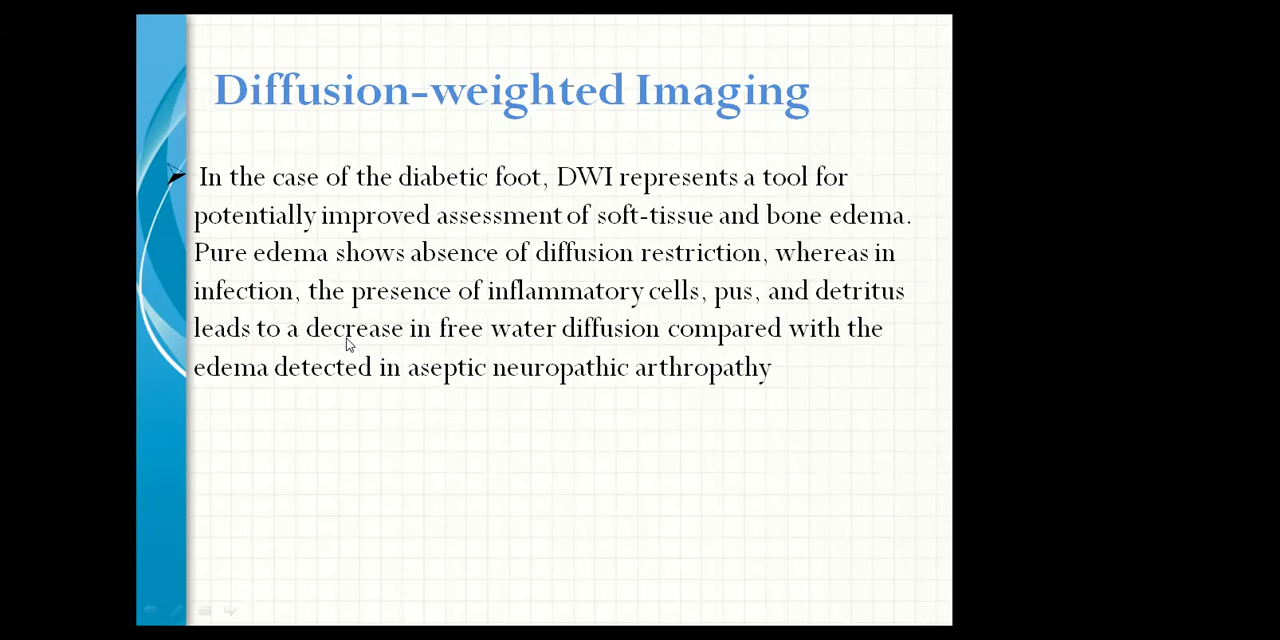 Diffusion-weighted Imaging
In the case of the diabetic foot, DWI represents a tool for
potentially improved assessment of soft-tissue and bone edema.
Pure edema shows absence of diffusion restriction, whereas in
infection, the presence of inflammatory cells, pus, and detritus
leads to a decrease in free water diffusion compared with the
edema detected in aseptic neuropathic arthropathy